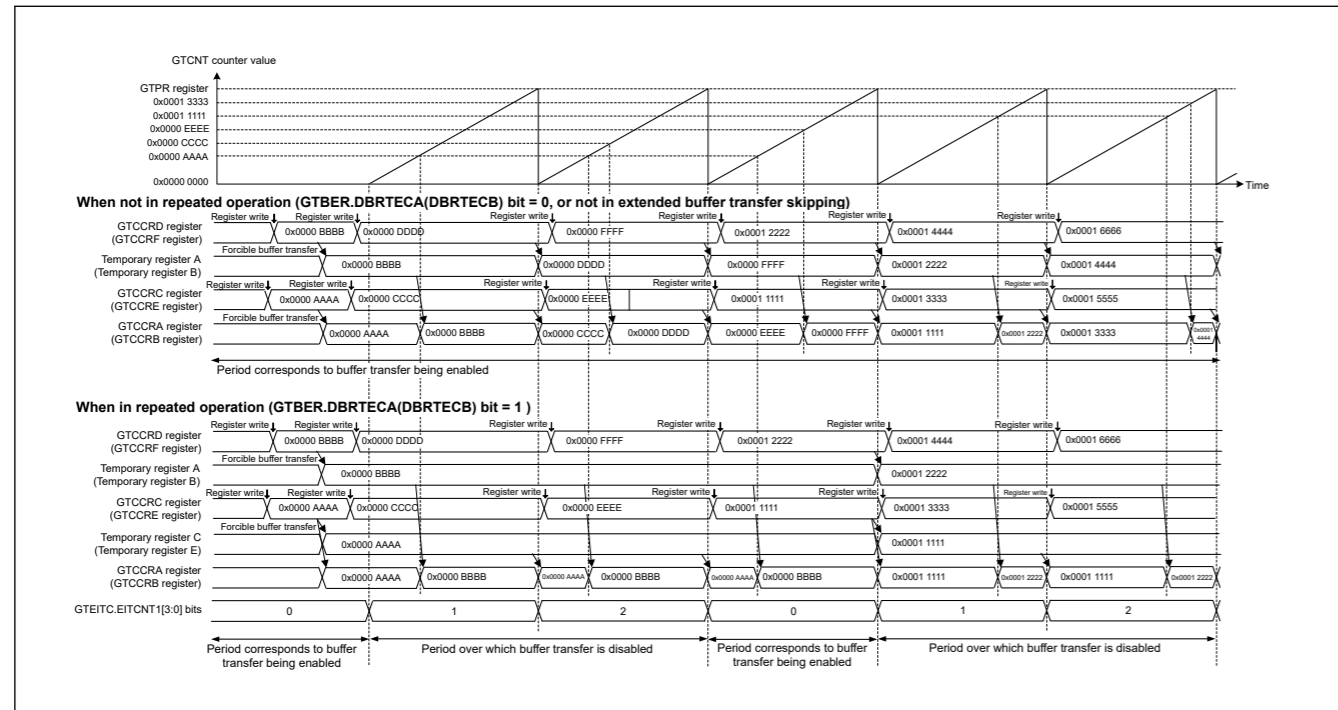 GTCNT counter value
GTPR register
0x0001 3333
0x0001 1111
0x0000 EEEE
0x0000 CCCC
0x0000 AAAA
0x0000 0000
Time
When not in repeated operation (GTBER.DBRTECA(DBRTECB) bit = 0, or not in extended buffer transfer skipping)
Register write Register write Register write Register write Register write Register write
GTCCRD register
(GTCCRF register)
0x0000 BBBB 0x0000 DDDD 0x0000 FFFF 0x0001 2222 0x0001 4444 0x0001 6666
Forcible buffer transfer
Temporary register A
(Temporary register B)
0x0000 BBBB 0x0000 DDDD 0x0000 FFFF 0x0001 2222 0x0001 4444
Register write Register write Register write Register write Register write Register write
GTCCRC register
(GTCCRE register)
0x0000 AAAA 0x0000 CCCC 0x0000 EEEE 0x0001 1111 0x0001 3333 0x0001 5555
Forcible buffer transfer
GTCCRA register
(GTCCRB register)
0x0000 AAAA 0x0000 BBBB 0x0000 CCCC 0x0000 DDDD 0x0000 EEEE 0x0000 FFFF 0x0001 1111 0x0001 2222 0x0001 3333 0x0001 4444
Period corresponds to buffer transfer being enabled
When in repeated operation (GTBER.DBRTECA(DBRTECB) bit = 1 )
Register write Register write Register write Register write Register write Register write
GTCCRD register
(GTCCRF register)
0x0000 BBBB 0x0000 DDDD 0x0000 FFFF 0x0001 2222 0x0001 4444 0x0001 6666
Forcible buffer transfer
Temporary register A
(Temporary register B)
0x0000 BBBB 0x0001 2222
Register write Register write Register write Register write Register write Register write
GTCCRC register
(GTCCRE register)
0x0000 AAAA 0x0000 CCCC 0x0000 EEEE 0x0001 1111 0x0001 3333 0x0001 5555
Forcible buffer transfer
Temporary register C
(Temporary register E)
0x0000 AAAA 0x0001 1111
GTCCRA register
(GTCCRB register)
0x0000 AAAA 0x0000 BBBB 0x0000 AAAA 0x0000 BBBB 0x0000 AAAA 0x0000 BBBB 0x0001 1111 0x0001 2222 0x0001 1111 0x0001 2222
GTEITC.EITCNT1[3:0] bits 0 1 2 0 1 2
Period corresponds to buffer transfer being enabled
Period over which buffer transfer is disabled
Period corresponds to buffer transfer being enabled
Period over which buffer transfer is disabled